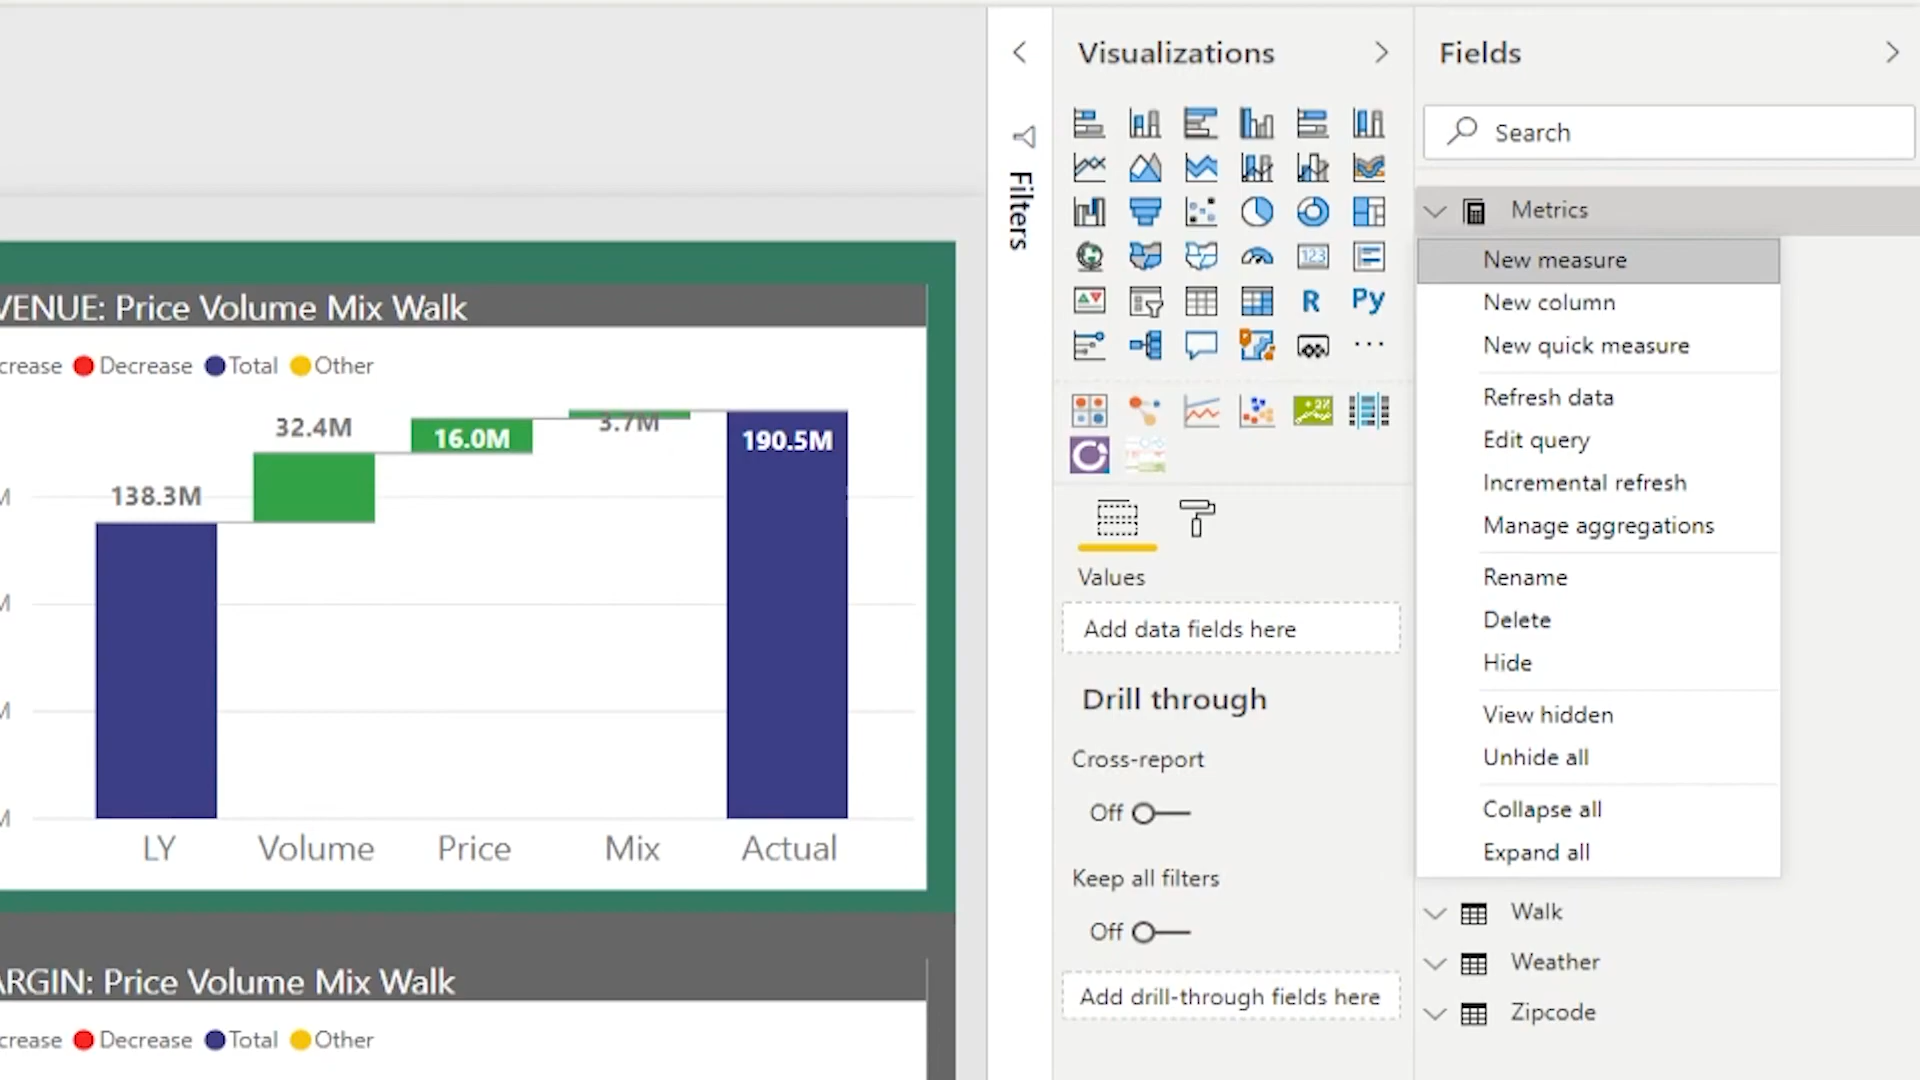 VENUE: Price Volume Mix Walk
crease Decrease Total Other
138.3M
32.4M
16.0M
3.7M
190.5M
M
M
M
M
LY Volume Price Mix Actual
ARGIN: Price Volume Mix Walk
crease Decrease Total Other
Filters
Visualizations
123
R
Py
Values
Add data fields here
Drill through
Cross-report
Off
Keep all filters
Off
Add drill-through fields here
Fields
Search
Metrics
New measure
New column
New quick measure
Refresh data
Edit query
Incremental refresh
Manage aggregations
Rename
Delete
Hide
View hidden
Unhide all
Collapse all
Expand all
Walk
Weather
Zipcode